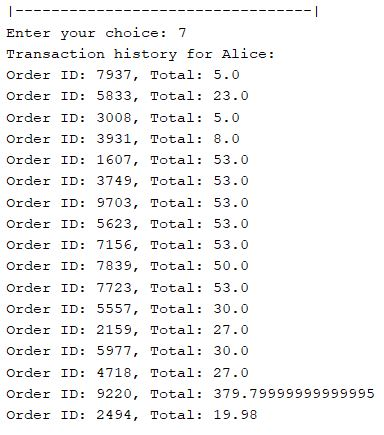 |---------------------------------|
Enter your choice: 7
Transaction history for Alice:
Order ID: 7937, Total: 5.0
Order ID: 5833, Total: 23.0
Order ID: 3008, Total: 5.0
Order ID: 3931, Total: 8.0
Order ID: 1607, Total: 53.0
Order ID: 3749, Total: 53.0
Order ID: 9703, Total: 53.0
Order ID: 5623, Total: 53.0
Order ID: 7156, Total: 53.0
Order ID: 7839, Total: 50.0
Order ID: 7723, Total: 53.0
Order ID: 5557, Total: 30.0
Order ID: 2159, Total: 27.0
Order ID: 5977, Total: 30.0
Order ID: 4718, Total: 27.0
Order ID: 9220, Total: 379.79999999999995
Order ID: 2494, Total: 19.98